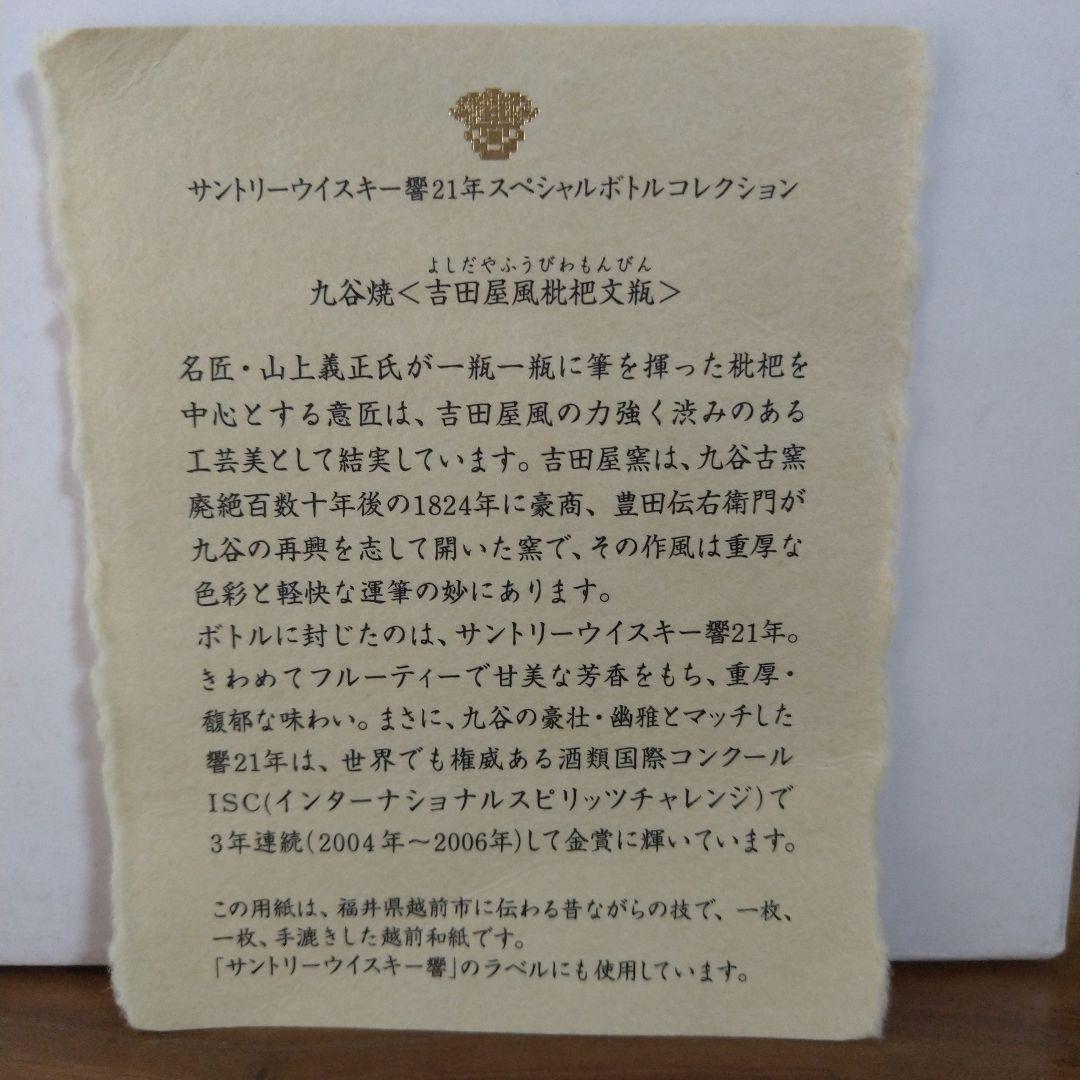 サントリーウイスキー響21年スペシャルボトルコレクション
よしだやふうびわもんびん
九谷焼＜吉田屋風枇杷文瓶＞
名匠・山上義正氏が一瓶一瓶に筆を揮った枇杷を
中心とする意匠は、吉田屋風の力強く渋みのある
工芸美として結実しています。吉田屋窯は、九谷古窯
廃絶百数十年後の1824年に豪商、豊田伝右衛門が
九谷の再興を志して開いた窯で、その作風は重厚な
色彩と軽快な運筆の妙にあります。
ボトルに封じたのは、サントリーウイスキー響21年。
きわめてフルーティーで甘美な芳香をもち、重厚・
馥郁な味わい。まさに、九谷の豪壮・幽雅とマッチした
響21年は、世界でも権威ある酒類国際コンクール
ISC(インターナショナルスピリッツチャレンジ)で
3年連続(2004年〜2006年)して金賞に輝いています。
この用紙は、福井県越前市に伝わる昔ながらの技で、一枚、
一枚、手漉きした越前和紙です。
「サントリーウイスキー響」のラベルにも使用しています。